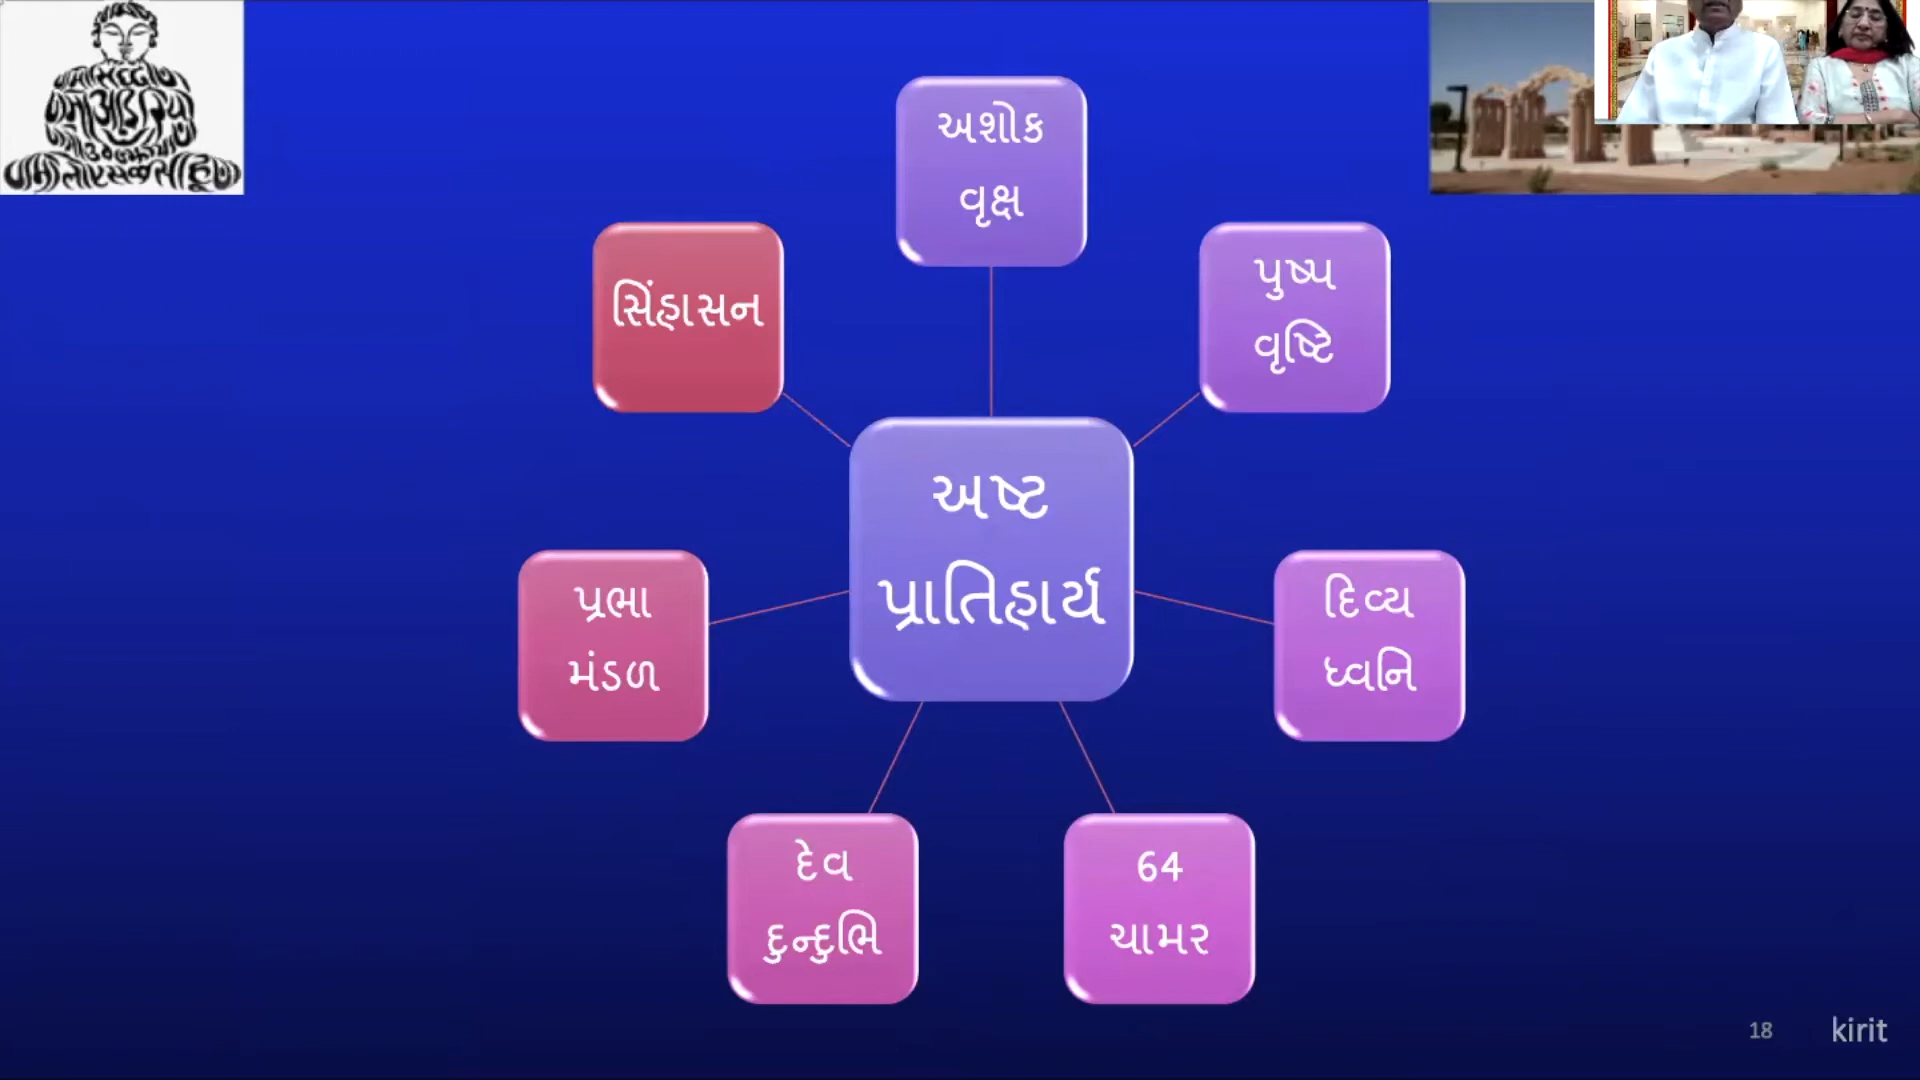 અશોક
વૃક્ષ
પુષ્પ
વૃષ્ટિ
દિવ્ય
ધ્વનિ
64
ચામર
દેવ
દુન્દુભિ
પ્રભા
મંડળ
સિંહાસન
અષ્ટ
પ્રાતિહાર્ય
18
kirit